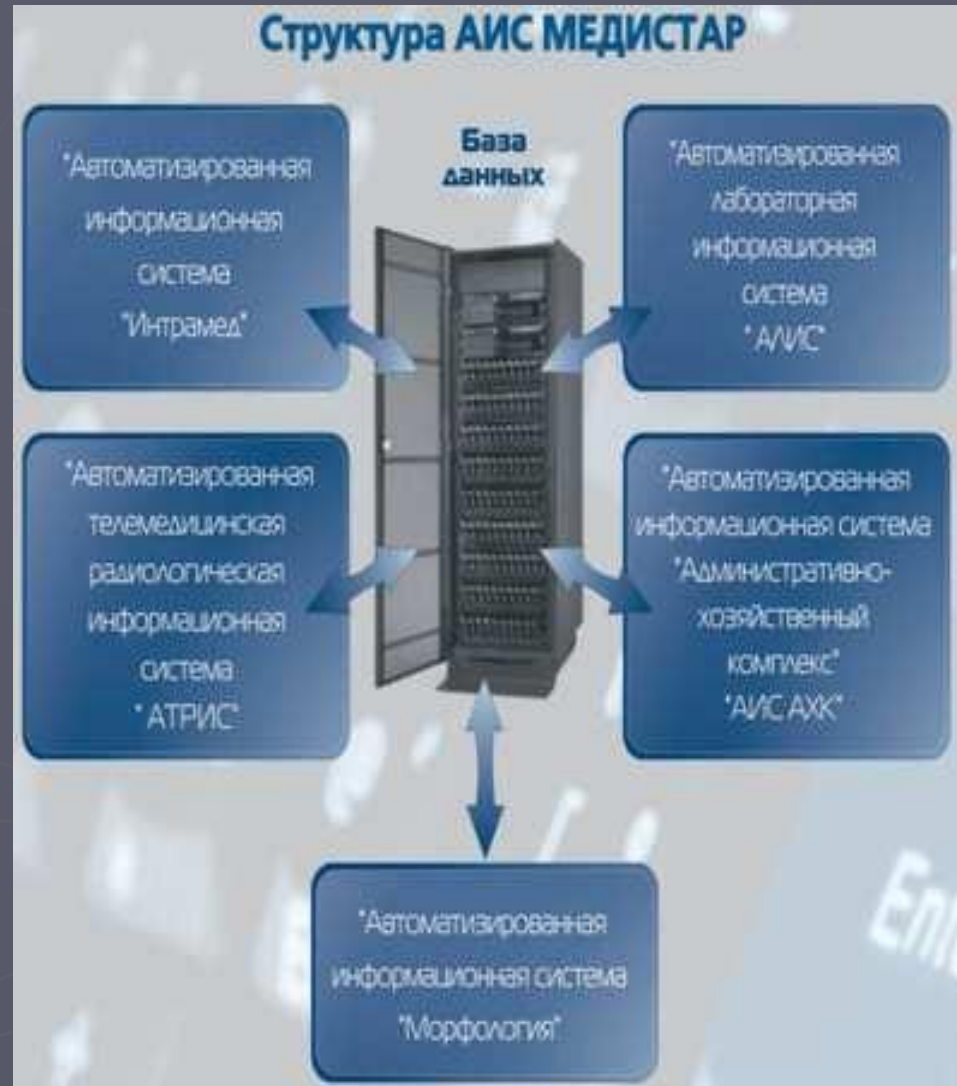 Структура АИС МЕДИСТАР
"Автоматизированная
информационная
система
"Интрамед"
База
данных
"Автоматизированная
лабораторная
информационная
система
"АЛИС"
"Автоматизированная
телемедицинская
радиологическая
информационная
система
"АТРИС"
"Автоматизированная
информационная система
"Административно-
хозяйственный
комплекс"
"АИС АХК"
"Автоматизированная
информационная система
"Морфология"